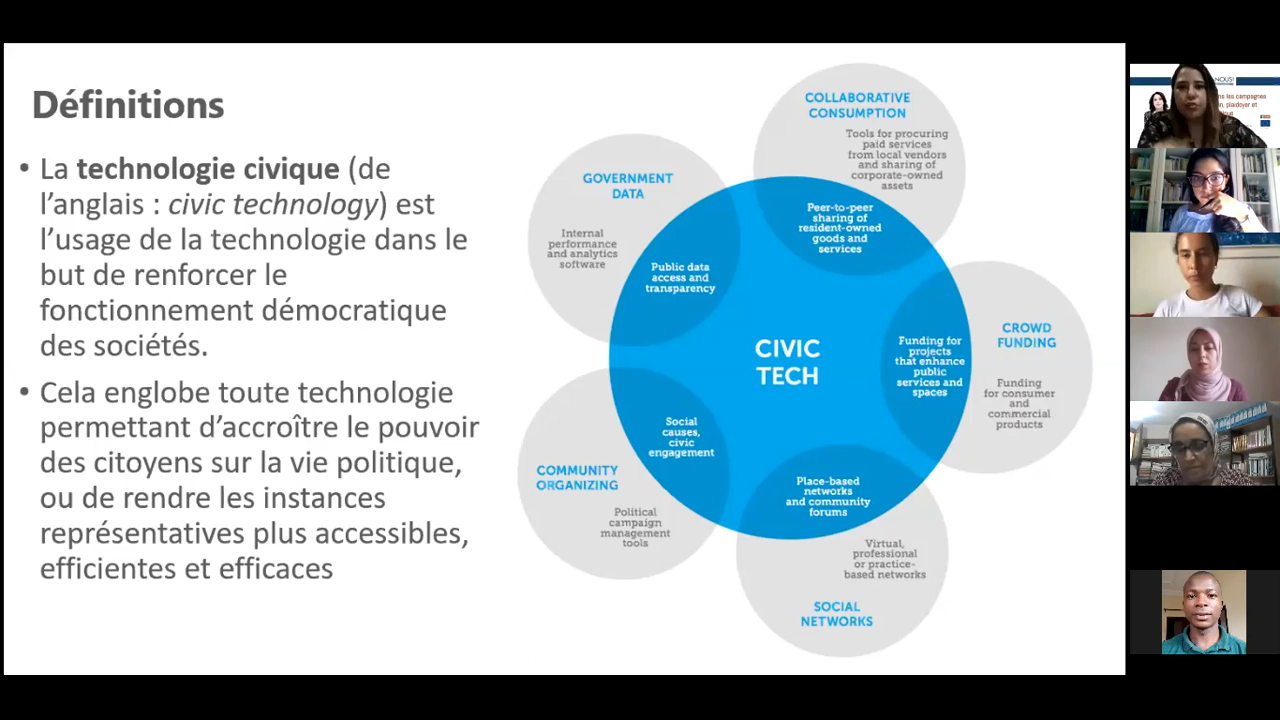 Définitions
• La technologie civique (de
l’anglais : civic technology) est
l’usage de la technologie dans le
but de renforcer le
fonctionnement démocratique
des sociétés.
• Cela englobe toute technologie
permettant d’accroître le pouvoir
des citoyens sur la vie politique,
ou de rendre les instances
représentatives plus accessibles,
efficientes et efficaces
COLLABORATIVE
CONSUMPTION
Tools for procuring
paid services
from local vendors
and sharing of
corporate-owned
assets
Peer-to-peer
sharing of
resident-owned
goods and
services
GOVERNMENT
DATA
Internal
performance
and analytics
software
Public data
access and
transparency
CIVIC
TECH
CROWD
FUNDING
Funding
for consumer
and
commercial
products
Funding for
projects
that enhance
public
services and
spaces
Social
causes,
civic
engagement
COMMUNITY
ORGANIZING
Political
campaign
management
tools
Place-based
networks
and community
forums
Virtual,
professional
or practice-
based networks
SOCIAL
NETWORKS
NOUS!
les campagnes
plaidoyer et